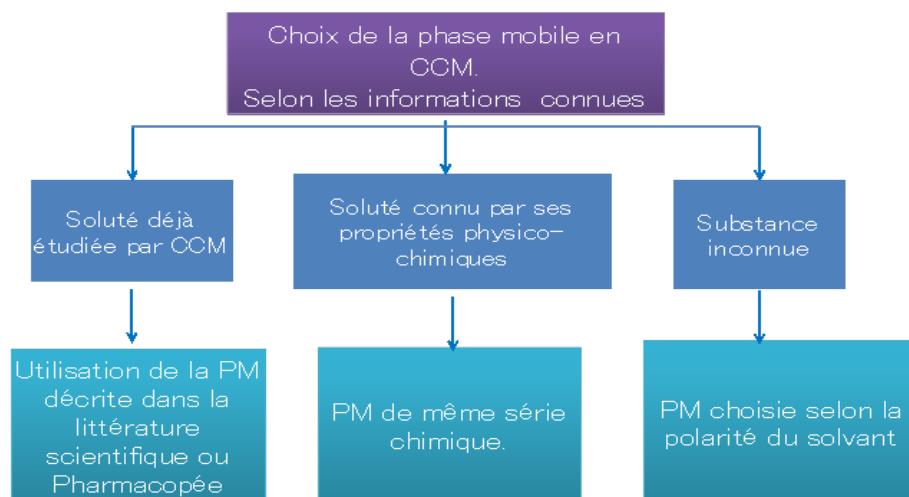 Choix de la phase mobile en
CCM.
Selon les informations connues
Soluté déjà
étudiée par CCM
Soluté connu par ses
propriétés physico-
chimiques
Substance
inconnue
Utilisation de la PM
décrite dans la
littérature
scientifique ou
Pharmacopée
PM de même série
chimique.
PM choisie selon la
polarité du solvant